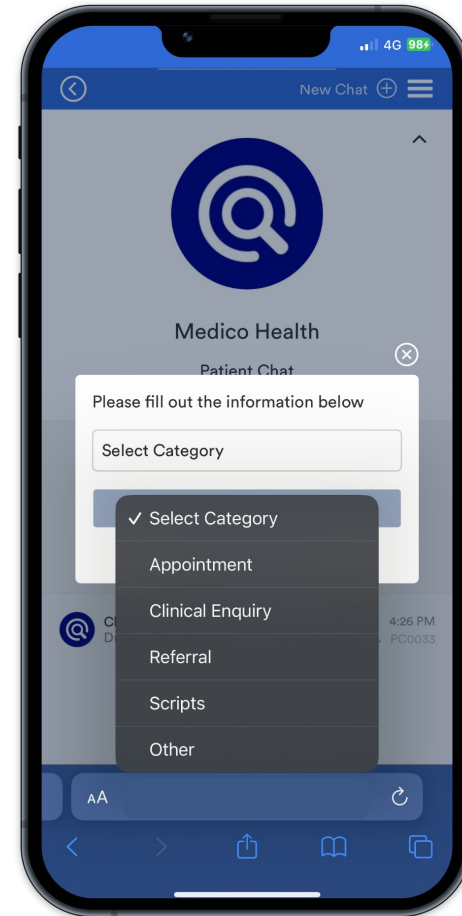 4G 98
New Chat
Medico Health
Patient Chat
Please fill out the information below
Select Category
Select Category
Appointment
Clinical Enquiry
Referral
Scripts
Other
4:26 PM
PC0033
AA